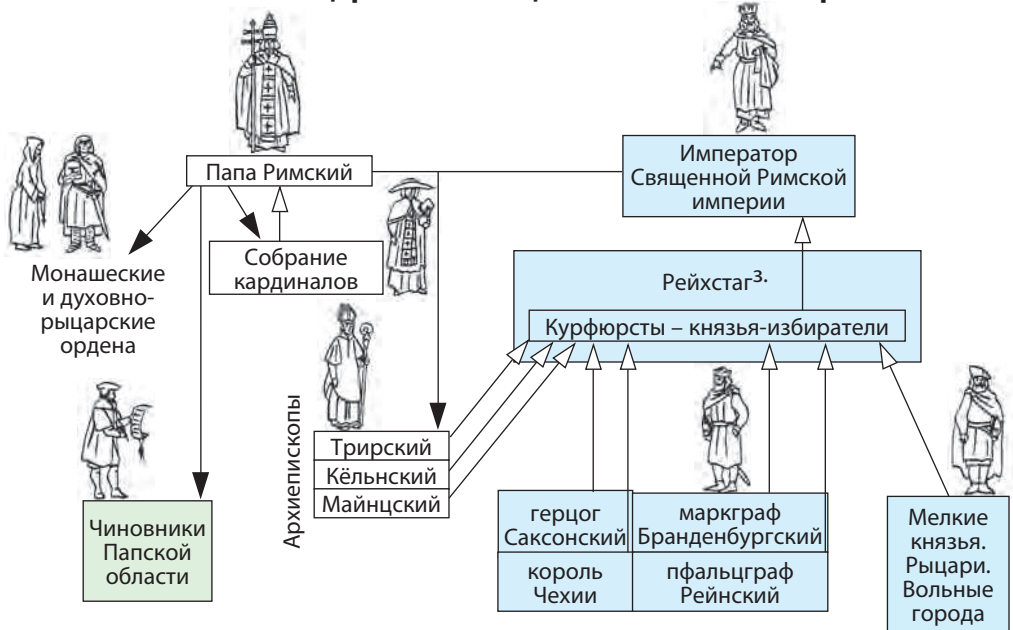 Папа Римский
Император
Священной Римской
империи
Собрание
кардиналов
Монашеские
и духовно-
рыцарские
ордена
Рейхстаг3.
Курфюрсты – князья-избиратели
Архиепископы
Трирский
Кёльнский
Майнцский
Чиновники
Папской
области
герцог
Саксонский
маркграф
Бранденбургский
король
Чехии
пфальцграф
Рейнский
Мелкие
князья.
Рыцари.
Вольные
города